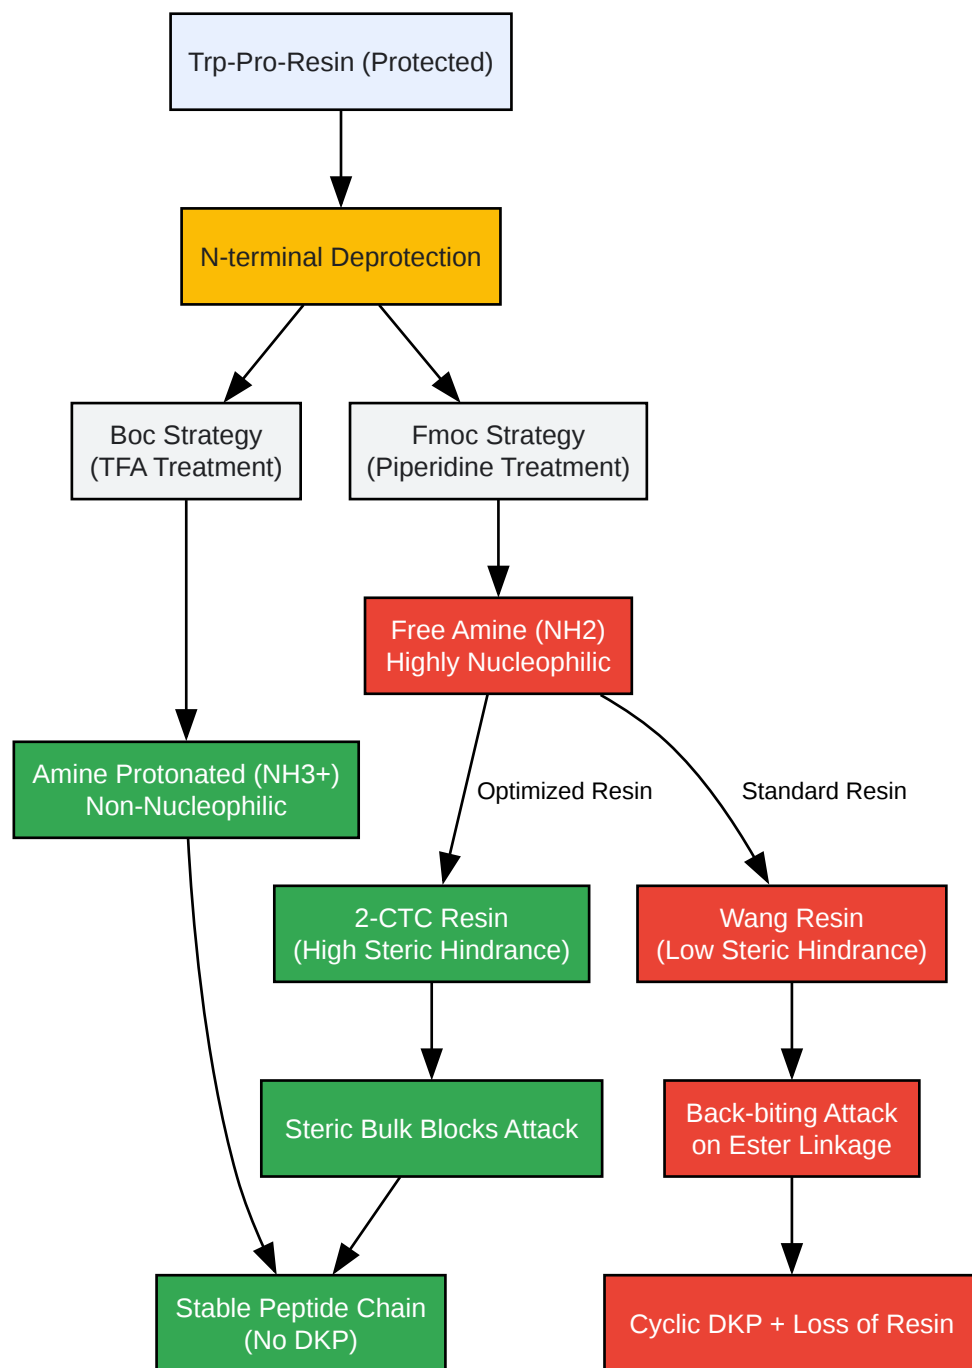 Trp-Pro-Resin (Protected)
N-terminal Deprotection
Boc Strategy
(TFA Treatment)
Fmoc Strategy
(Piperidine Treatment)
Free Amine (NH2)
Highly Nucleophilic
Amine Protonated (NH3+)
Non-Nucleophilic
Optimized Resin
Standard Resin
2-CTC Resin
(High Steric Hindrance)
Wang Resin
(Low Steric Hindrance)
Steric Bulk Blocks Attack
Back-biting Attack
on Ester Linkage
Stable Peptide Chain
(No DKP)
Cyclic DKP + Loss of Resin